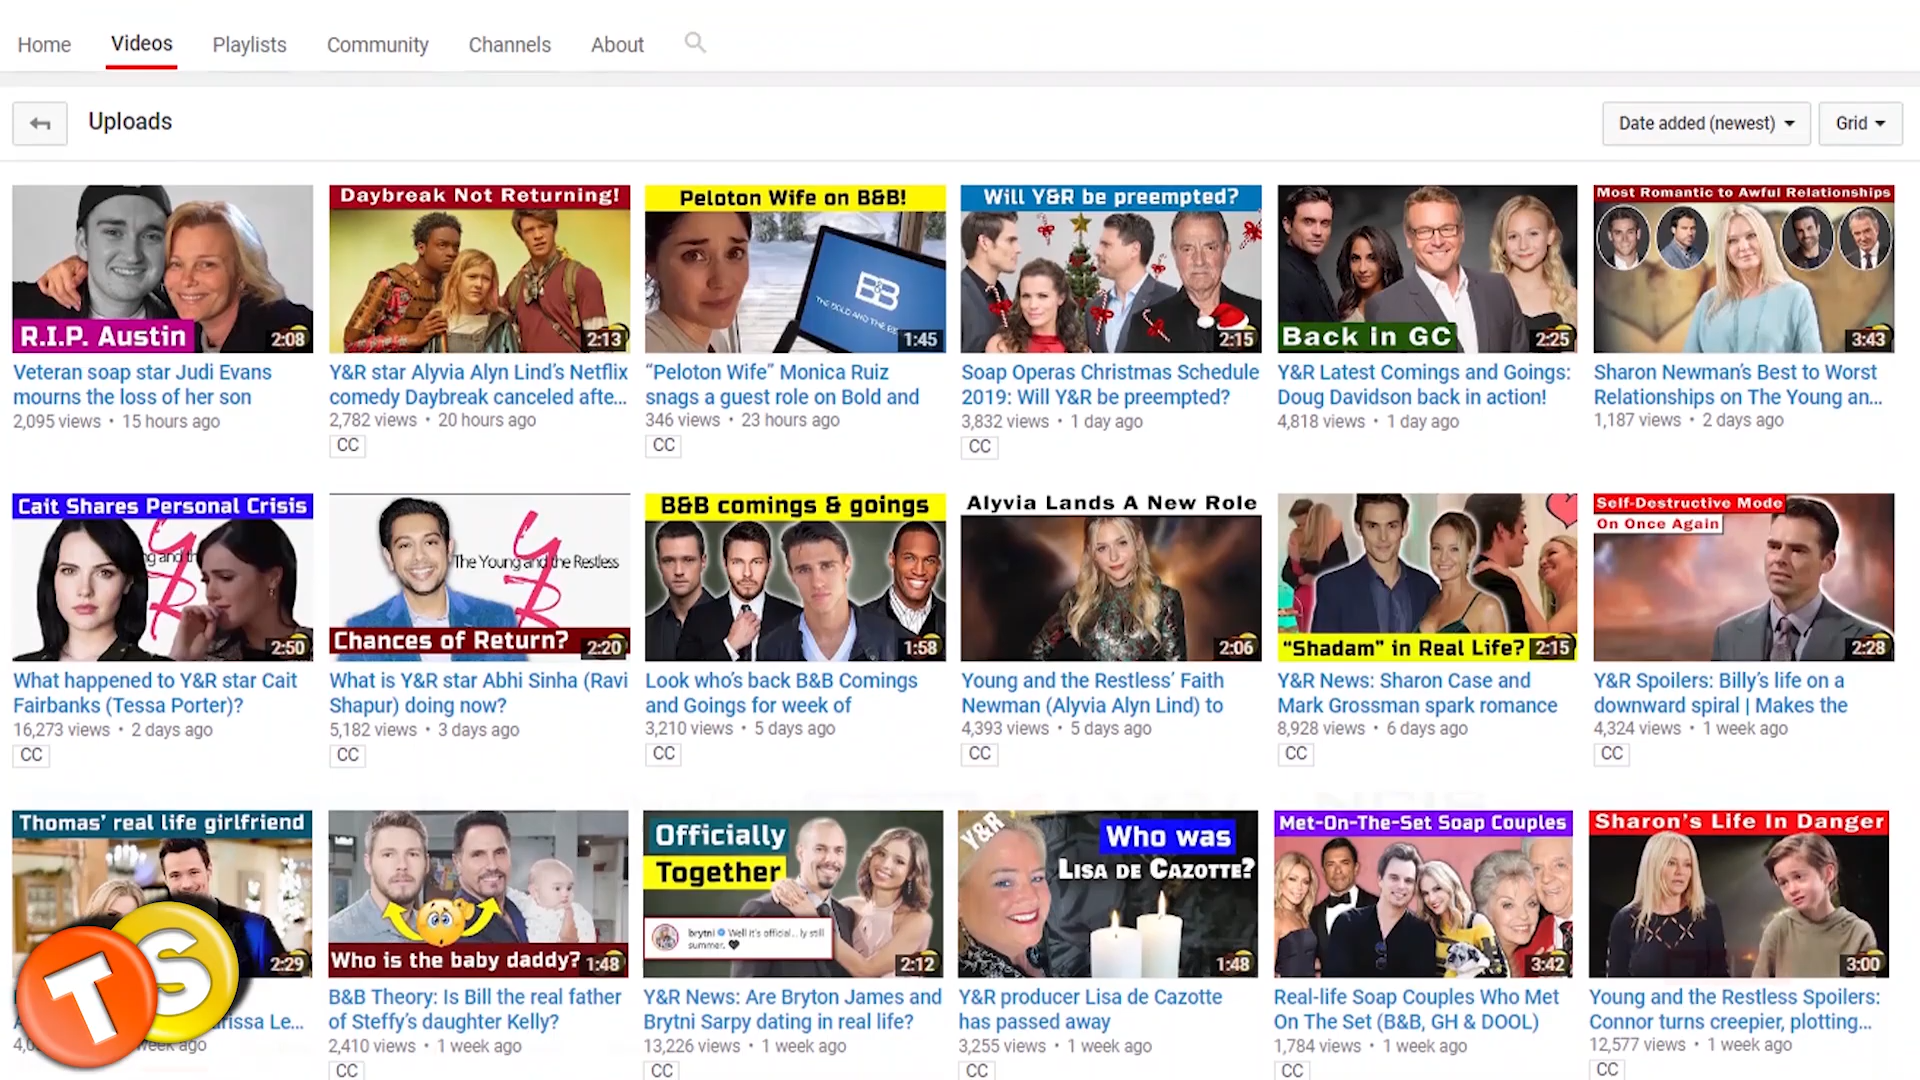 Home Videos Playlists Community Channels About
Uploads
Date added (newest) Grid
R.I.P. Austin
2:08
Veteran soap star Judi Evans
mourns the loss of her son
2,095 views • 15 hours ago
Daybreak Not Returning!
2:13
Y&R star Alyvia Alyn Lind's Netflix
comedy Daybreak canceled afte...
2,782 views • 20 hours ago
CC
Peloton Wife on B&B!
B&B
1:45
"Peloton Wife" Monica Ruiz
snags a guest role on Bold and
346 views • 23 hours ago
CC
Will Y&R be preempted?
2:15
Soap Operas Christmas Schedule
2019: Will Y&R be preempted?
3,832 views • 1 day ago
CC
Back in GC
2:25
Y&R Latest Comings and Goings:
Doug Davidson back in action!
4,818 views • 1 day ago
Most Romantic to Awful Relationships
3:43
Sharon Newman's Best to Worst
Relationships on The Young an...
1,187 views • 2 days ago
Cait Shares Personal Crisis
2:50
What happened to Y&R star Cait
Fairbanks (Tessa Porter)?
16,273 views • 2 days ago
CC
The Young and the Restless
YR
Chances of Return?
2:20
What is Y&R star Abhi Sinha (Ravi
Shapur) doing now?
5,182 views • 3 days ago
CC
B&B comings & goings
1:58
Look who's back B&B Comings
and Goings for week of
3,210 views • 5 days ago
CC
Alyvia Lands A New Role
2:06
Young and the Restless' Faith
Newman (Alyvia Alyn Lind) to
4,393 views • 5 days ago
CC
"Shadam" in Real Life?
2:15
Y&R News: Sharon Case and
Mark Grossman spark romance
8,928 views • 6 days ago
CC
Self-Destructive Mode
On Once Again
2:28
Y&R Spoilers: Billy's life on a
downward spiral | Makes the
4,324 views • 1 week ago
CC
Thomas' real life girlfriend
2:29
TS
Who is the baby daddy?
1:48
B&B Theory: Is Bill the real father
of Steffy's daughter Kelly?
2,410 views • 1 week ago
CC
Officially
Together
brytni Well it's official... ly still
summer.
2:12
Y&R News: Are Bryton James and
Brytni Sarpy dating in real life?
13,226 views • 1 week ago
CC
Y&R
Who was
LISA DE CAZOTTE?
1:48
Y&R producer Lisa de Cazotte
has passed away
3,255 views • 1 week ago
CC
Met-On-The-Set Soap Couples
3:42
Real-life Soap Couples Who Met
On The Set (B&B, GH & DOOL)
1,784 views • 1 week ago
CC
Sharon's Life In Danger
3:00
Young and the Restless Spoilers:
Connor turns creepier, plotting...
12,577 views • 1 week ago
CC